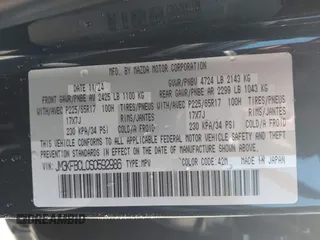 MFD BY MAZDA MOTOR CORPORATION
DATE 11/24 GVWR/PNBV 4724 LB 2143 KG
FRONT GAWR/PNBE AV 2425 LB 1100 KG REAR GAWR/PNBE AR 2299 LB 1043 KG
WITH/AVEC P225/65R17 100H TIRES/PNEUS WITH/AVEC P225/65R17 100H TIRES/PNEUS
17X7J RIMS/JANTES 17X7J RIMS/JANTES
230 KPA/34 PSI COLD/A FROID 230 KPA/34 PSI COLD/A FROID
THIS VEHICLE CONFORMS TO ALL APPLICABLE FEDERAL
MOTOR VEHICLE SAFETY AND THEFT PREVENTION STANDARDS
IN EFFECT ON THE DATE OF MANUFACTURE SHOWN ABOVE.
VIN: TYPE:MPV
COLOR CODE: 42M MADE IN JAPAN